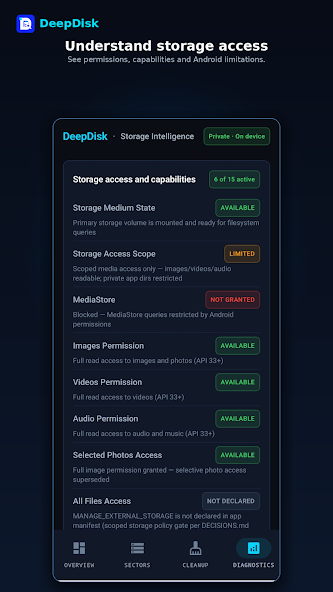 DeepDisk
Understand storage access
See permissions, capabilities and Android limitations.
DeepDisk · Storage Intelligence
Private · On device
Storage access and capabilities
6 of 15 active
Storage Medium State
AVAILABLE
Primary storage volume is mounted and ready for filesystem
queries
Storage Access Scope
LIMITED
Scoped media access only — images/videos/audio
readable; private app dirs restricted
MediaStore
NOT GRANTED
Blocked — MediaStore queries restricted by Android
permissions
Images Permission
AVAILABLE
Full read access to images and photos (API 33+)
Videos Permission
AVAILABLE
Full read access to videos (API 33+)
Audio Permission
AVAILABLE
Full read access to audio and music (API 33+)
Selected Photos Access
AVAILABLE
Full image permission granted — selective photo access
superseded
All Files Access
NOT DECLARED
MANAGE_EXTERNAL_STORAGE is not declared in app
manifest (scoped storage policy gate per DECISIONS.md
OVERVIEW
SECTORS
CLEANUP
DIAGNOSTICS